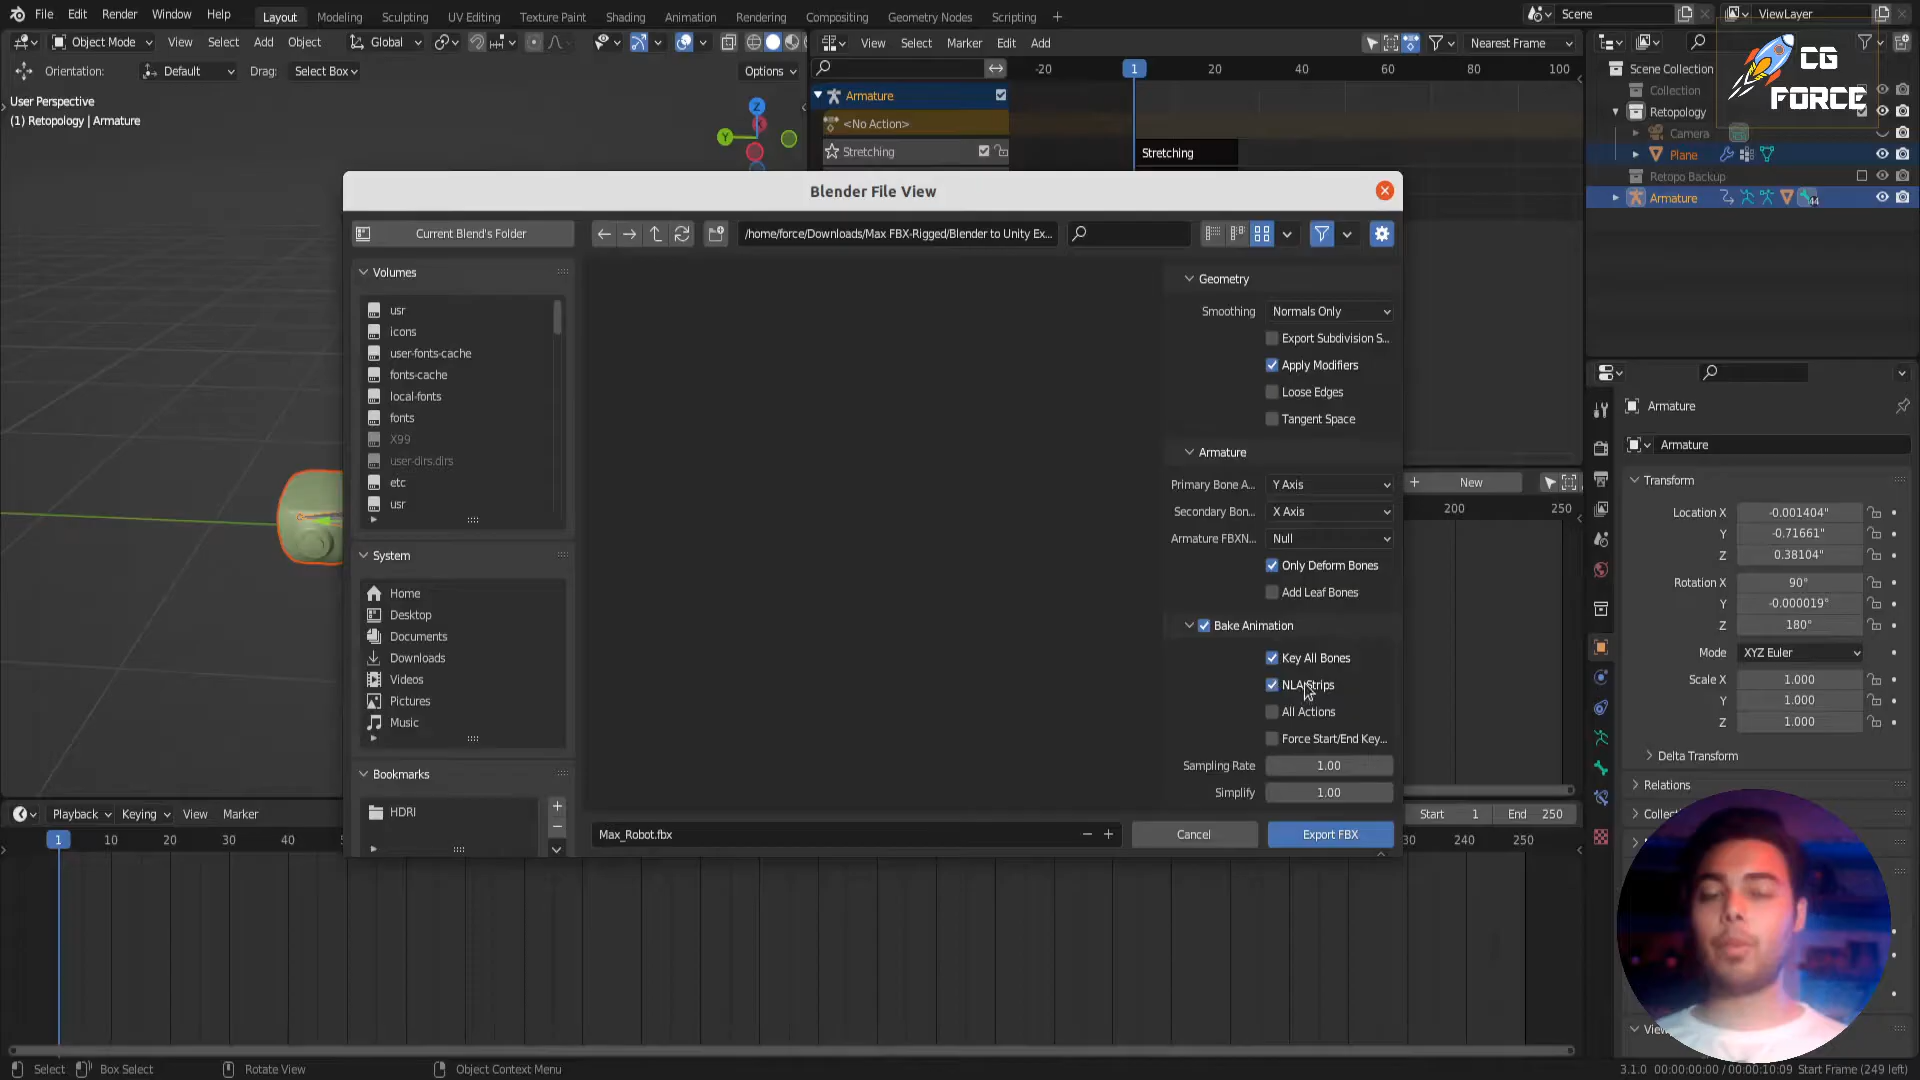 File Edit Render Window Help Layout Modeling Sculpting UV Editing Texture Paint Shading Animation Rendering Compositing Geometry Nodes Scripting + Scene ViewLayer
Object Mode View Select Add Object Global View Select Marker Edit Add Nearest Frame
Orientation: Default Drag: Select Box Options -20 1 20 40 60 80 100
User Perspective
(1) Retopology | Armature
Z
Y
Armature
<No Action>
Stretching
Stretching
Scene Collection
Collection
Retopology
Camera
Plane
Retopo Backup
Armature
44
CG
FORCE
Blender File View
Current Blend's Folder
/home/force/Downloads/Max FBX-Rigged/Blender to Unity Ex...
Volumes
usr
icons
user-fonts-cache
fonts-cache
local-fonts
fonts
X99
user-dirs.dirs
etc
usr
System
Home
Desktop
Documents
Downloads
Videos
Pictures
Music
Bookmarks
HDRI
Geometry
Smoothing Normals Only
Export Subdivision S...
Apply Modifiers
Loose Edges
Tangent Space
Armature
Primary Bone A... Y Axis
Secondary Bon... X Axis
Armature FBXN... Null
Only Deform Bones
Add Leaf Bones
Bake Animation
Key All Bones
NLA Strips
All Actions
Force Start/End Key...
Sampling Rate 1.00
Simplify 1.00
Max_Robot.fbx
Cancel
Export FBX
+ New
200 250
Armature
Armature
Transform
Location X -0.001404"
Y -0.71661"
Z 0.38104"
Rotation X 90°
Y -0.000019°
Z 180°
Mode XYZ Euler
Scale X 1.000
Y 1.000
Z 1.000
Delta Transform
Relations
Collec
View
Playback Keying View Marker Start 1 End 250
1 10 20 30 40 240 250
Select Box Select Rotate View Object Context Menu 3.1.0 00:00:00:00 / 00:00:10:09 Start Frame (249 left)